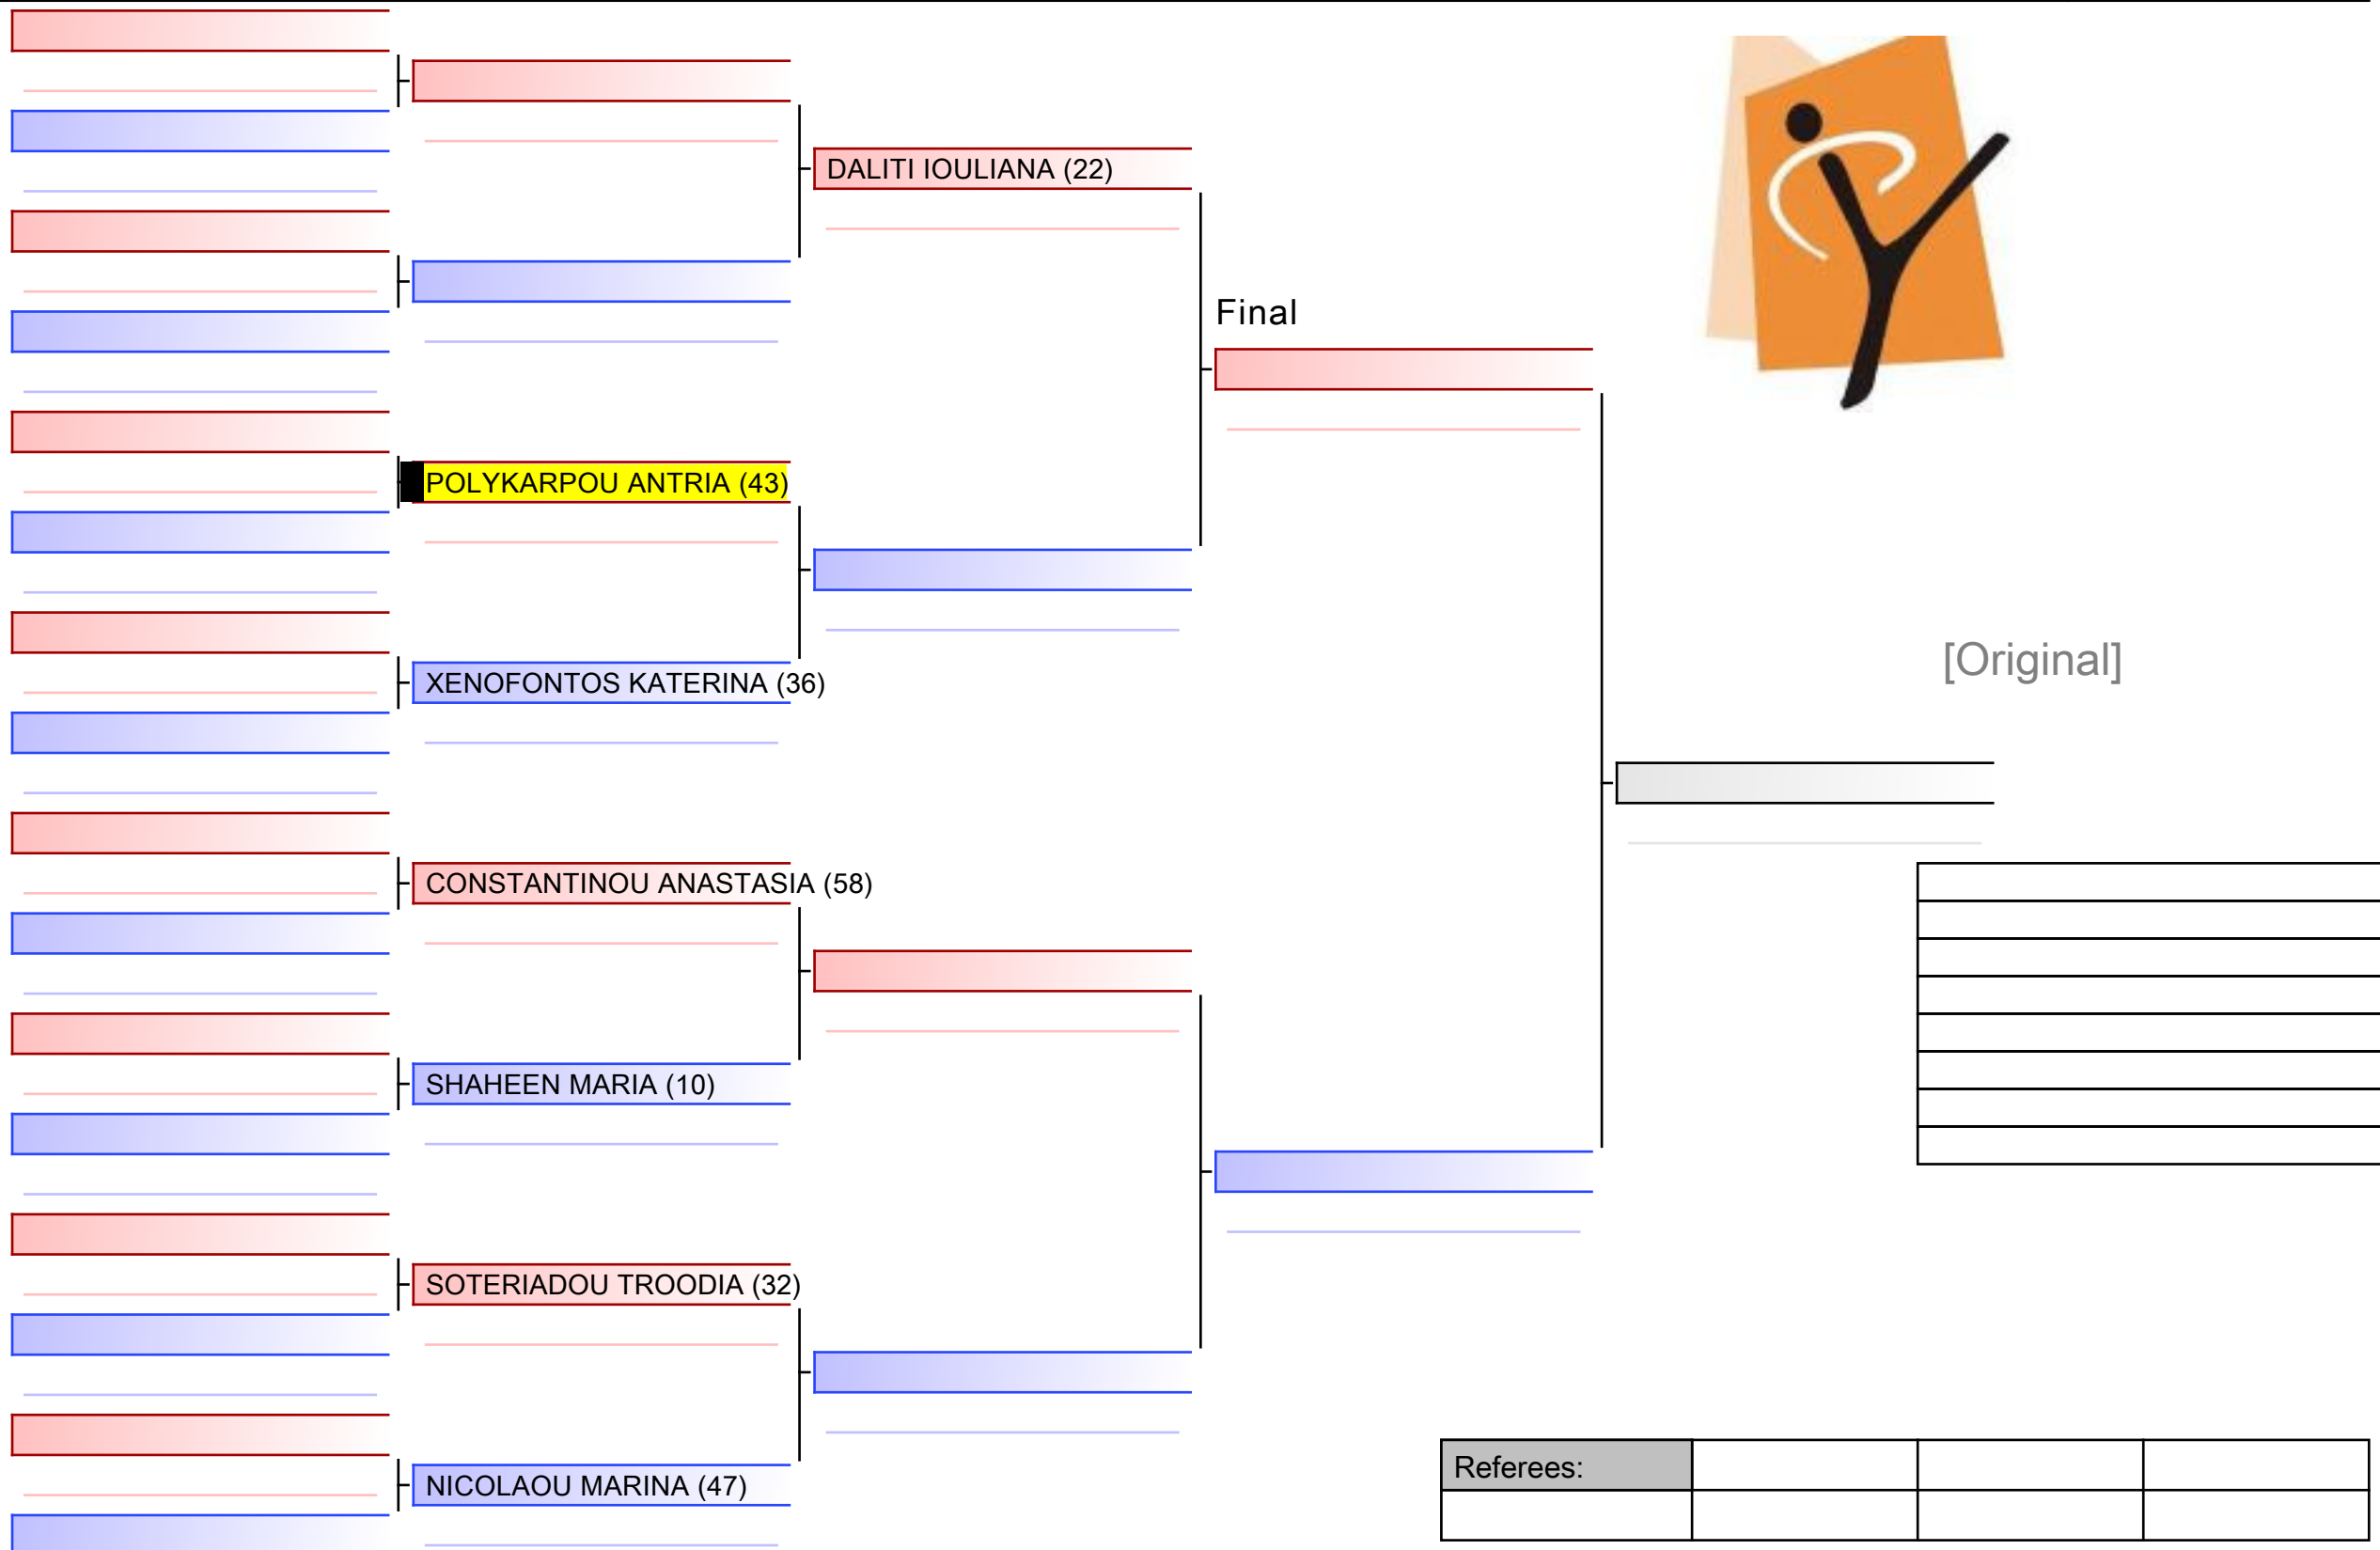 DALITI IOULIANA (22)
Final
POLYKARPOU ANTRIA (43)
[Original]
XENOFONTOS KATERINA (36)
CONSTANTINOU ANASTASIA (58)
SHAHEEN MARIA (10)
SOTERIADOU TROODIA (32)
Referees:
NICOLAOU MARINA (47)